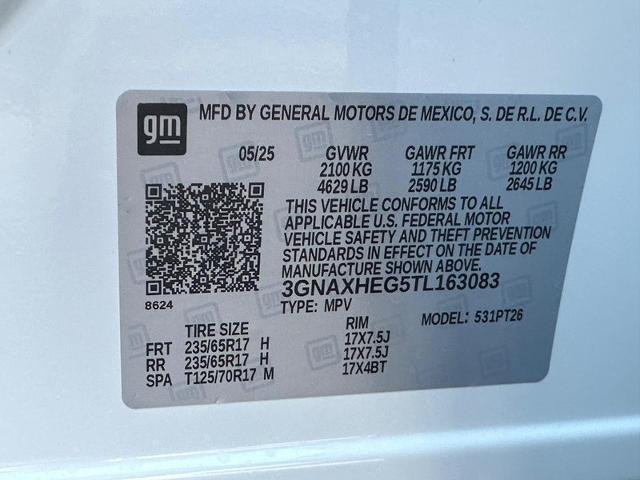 gm
MFD BY GENERAL MOTORS DE MEXICO, S. DE R.L. DE C.V.
05/25 GVWR GAWR FRT GAWR RR
2100 KG 1175 KG 1200 KG
4629 LB 2590 LB 2645 LB
THIS VEHICLE CONFORMS TO ALL
APPLICABLE U.S. FEDERAL MOTOR
VEHICLE SAFETY AND THEFT PREVENTION
STANDARDS IN EFFECT ON THE DATE OF
MANUFACTURE SHOWN ABOVE.
3GNAXHEG5TL163083
8624
TYPE: MPV MODEL: 531PT26
TIRE SIZE RIM
FRT 235/65R17 H 17X7.5J
RR 235/65R17 H 17X7.5J
SPA T125/70R17 M 17X4BT